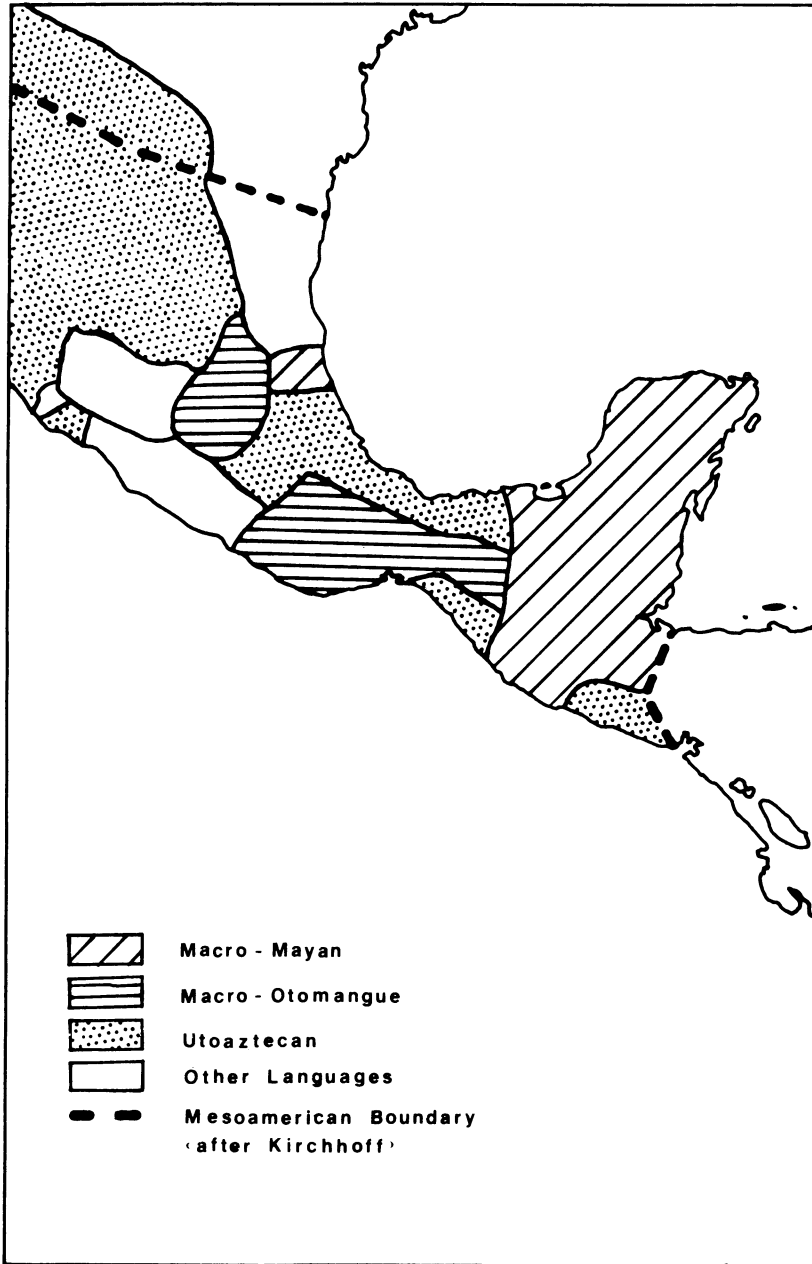 Macro - Mayan
Macro - Otomangue
Utoaztecan
Other Languages
Mesoamerican Boundary
‹after Kirchhoff›